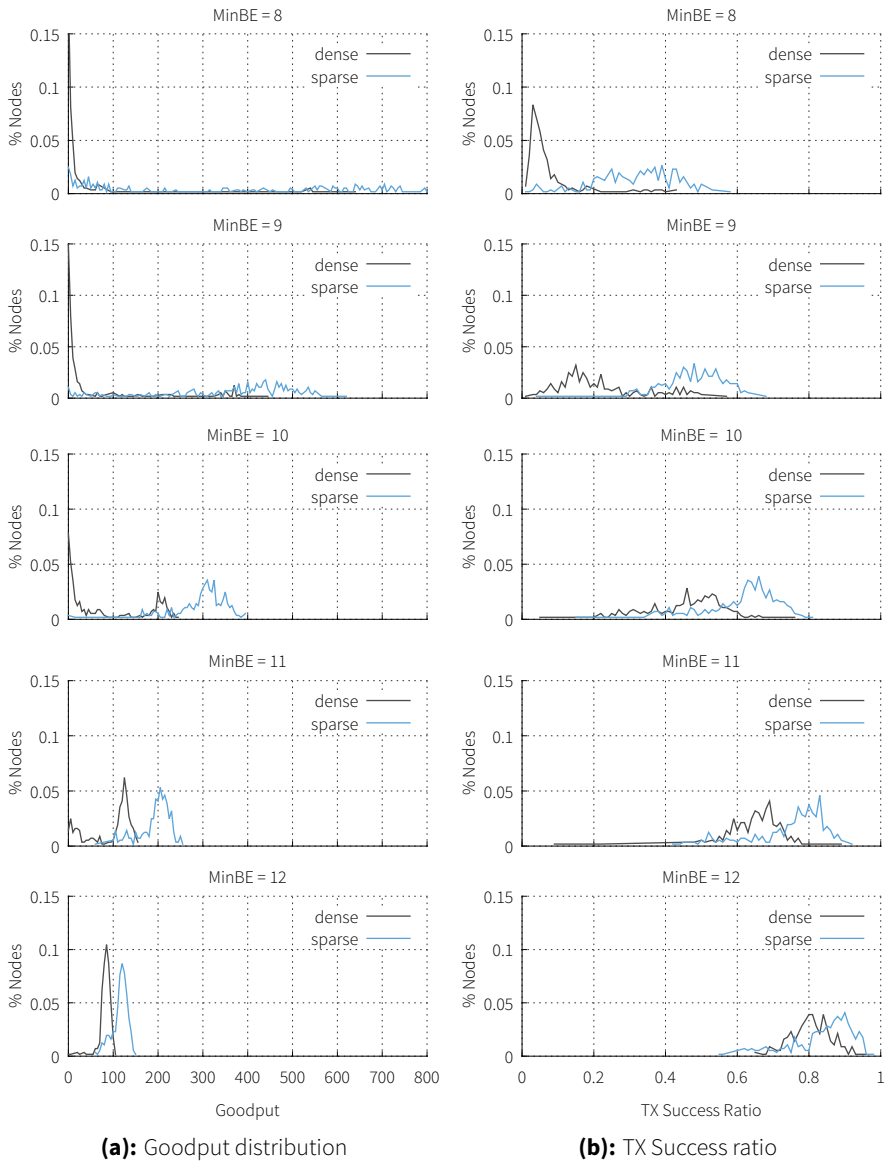 MinBE = 8
0.15
0.1
0.05
0
% Nodes
dense
sparse
MinBE = 9
0.15
0.1
0.05
0
% Nodes
dense
sparse
MinBE = 10
0.15
0.1
0.05
0
% Nodes
dense
sparse
MinBE = 11
0.15
0.1
0.05
0
% Nodes
dense
sparse
MinBE = 12
0.15
0.1
0.05
0
% Nodes
dense
sparse
0 100 200 300 400 500 600 700 800
Goodput
(a): Goodput distribution
MinBE = 8
0.15
0.1
0.05
0
% Nodes
dense
sparse
MinBE = 9
0.15
0.1
0.05
0
% Nodes
dense
sparse
MinBE = 10
0.15
0.1
0.05
0
% Nodes
dense
sparse
MinBE = 11
0.15
0.1
0.05
0
% Nodes
dense
sparse
MinBE = 12
0.15
0.1
0.05
0
% Nodes
dense
sparse
0 0.2 0.4 0.6 0.8 1
TX Success Ratio
(b): TX Success ratio